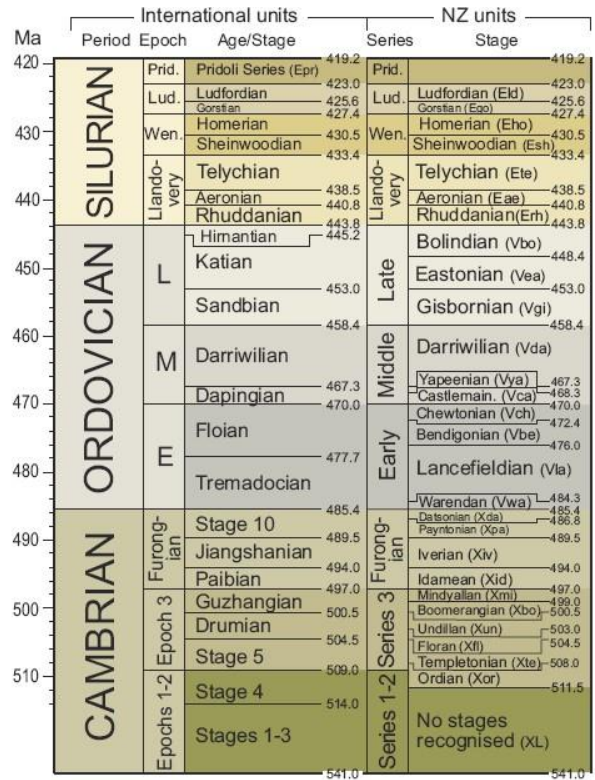 International units NZ units
Ma Period Epoch Age/Stage Series Stage
420
430
440
450
460
470
480
490
500
510
SILURIAN
ORDOVICIAN
CAMBRIAN
Prid.
Lud.
Wen.
Llando-
very
L
M
E
Furong-
ian
Epoch 3
Epochs 1-2
Pridoli Series (Epr)
Ludfordian
Gorstian
Homerian
Sheinwoodian
Telychian
Aeronian
Rhuddanian
Hirnantian
Katian
Sandbian
Darriwilian
Dapingian
Floian
Tremadocian
Stage 10
Jiangshanian
Paibian
Guzhangian
Drumian
Stage 5
Stage 4
Stages 1-3
419.2
423.0
425.6
427.4
430.5
433.4
438.5
440.8
443.8
445.2
453.0
458.4
467.3
470.0
477.7
485.4
489.5
494.0
497.0
500.5
504.5
509.0
514.0
541.0
Prid.
Lud.
Wen.
Llando-
very
Late
Middle
Early
Furong-
ian
Series 3
Series 1-2
Ludfordian (Eld)
Gorstian (Ego)
Homerian (Eho)
Sheinwoodian (Esh)
Telychian (Ete)
Aeronian (Eae)
Rhuddanian(Erh)
Bolindian (Vbo)
Eastonian (Vea)
Gisbornian (Vgi)
Darriwilian (Vda)
Yapeenian (Vya)
Castlemain. (Vca)
Chewtonian (Vch)
Bendigonian (Vbe)
Lancefieldian (Vla)
Warendan (Vwa)
Datsonian (Xda)
Payntonian (Xpa)
Iverian (Xiv)
Idamean (Xid)
Mindyallan (Xmi)
Boomerangian (Xbo)
Undillan (Xun)
Floran (Xfl)
Templetonian (Xte)
Ordian (Xor)
No stages
recognised (XL)
419.2
423.0
425.6
427.4
430.5
433.4
438.5
440.8
443.8
448.4
453.0
458.4
467.3
468.3
470.0
472.4
476.0
484.3
485.4
486.8
489.5
494.0
497.0
499.0
500.5
503.0
504.5
508.0
511.5
541.0